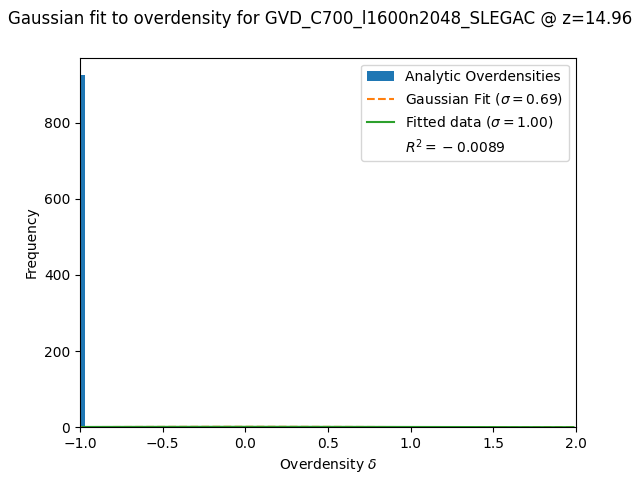 Gaussian fit to overdensity for GVD_C700_l1600n2048_SLEGAC @ z=14.96
Analytic Overdensities
Gaussian Fit (σ = 0.69)
Fitted data (σ = 1.00)
R² = −0.0089
Frequency
800
600
400
200
0
−1.0 −0.5 0.0 0.5 1.0 1.5 2.0
Overdensity δ